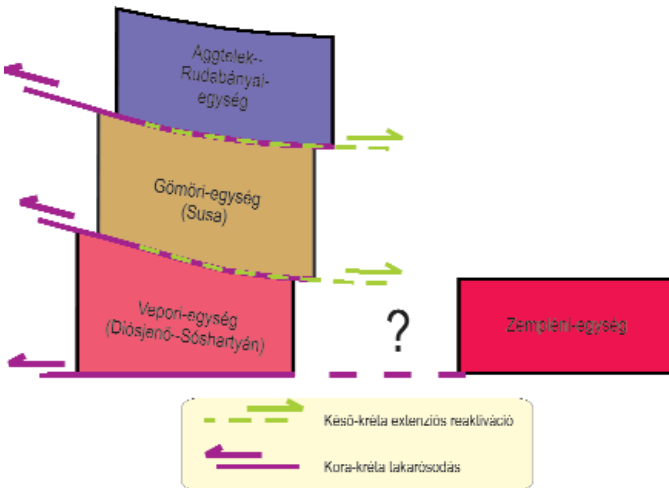 Aggtelek--
Rudabányai-
egység
Gömöri-egység
(Susa)
Vepori-egység
(Diósjenő--Sóshartyán)
?
Zempléni-egység
Késő-kréta extenziós reaktiváció
Kora-kréta takarósodás